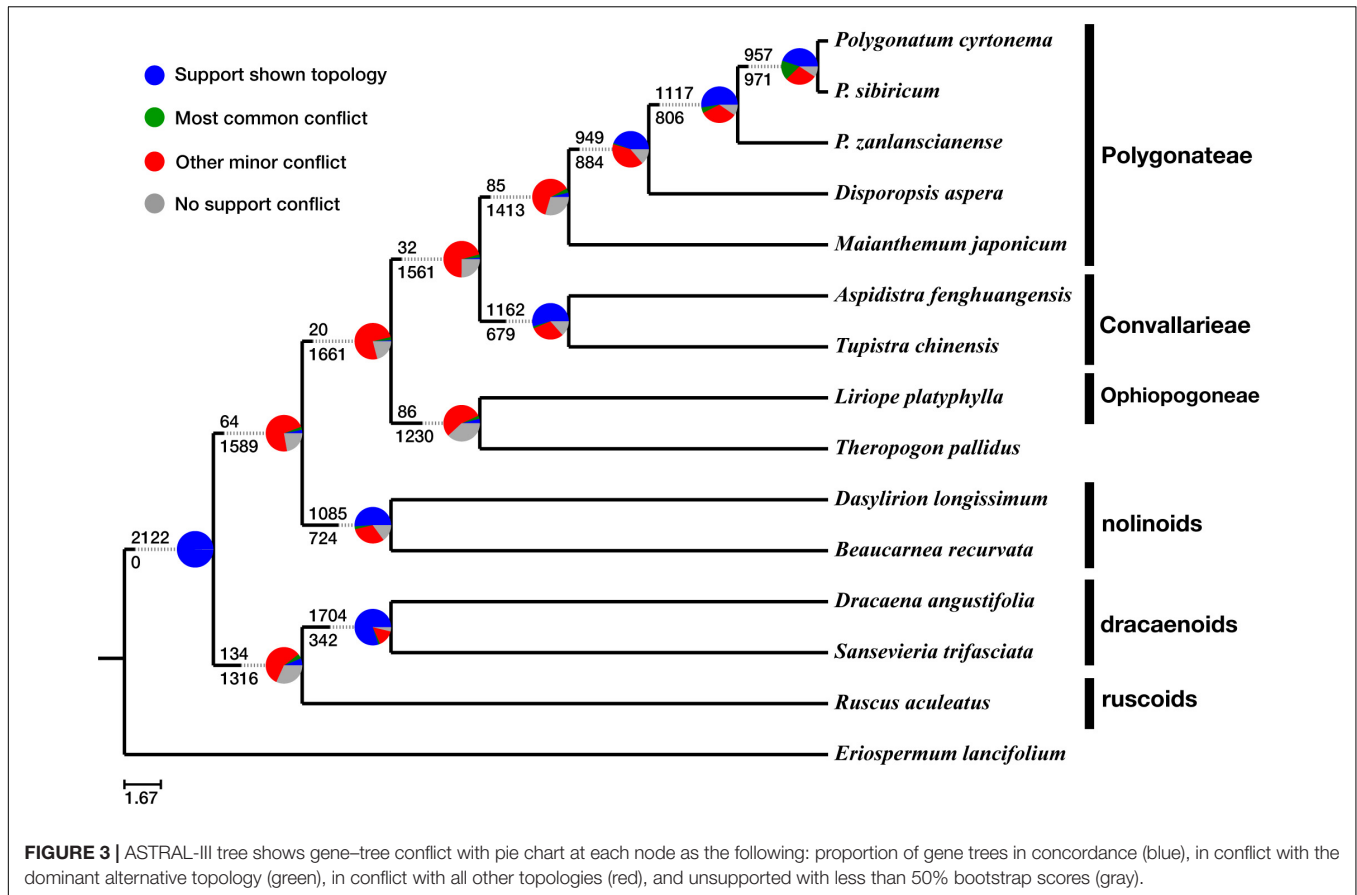 Support shown topology
Most common conflict
Other minor conflict
No support conflict
957
971
1117
806
949
884
85
1413
32
1561
1162
679
20
1661
86
1230
64
1589
1085
724
2122
0
1704
342
134
1316
Polygonatum cyrtonema
P. sibiricum
P. zanlanscianense
Disporopsis aspera
Maianthemum japonicum
Aspidistra fenghuangensis
Tupistra chinensis
Liriope platyphylla
Theropogon pallidus
Dasylirion longissimum
Beaucarnea recurvata
Dracaena angustifolia
Sansevieria trifasciata
Ruscus aculeatus
Eriospermum lancifolium
Polygonateae
Convallarieae
Ophiopogoneae
nolinoids
dracaenoids
ruscoids
1.67
FIGURE 3 | ASTRAL-III tree shows gene–tree conflict with pie chart at each node as the following: proportion of gene trees in concordance (blue), in conflict with the
dominant alternative topology (green), in conflict with all other topologies (red), and unsupported with less than 50% bootstrap scores (gray).